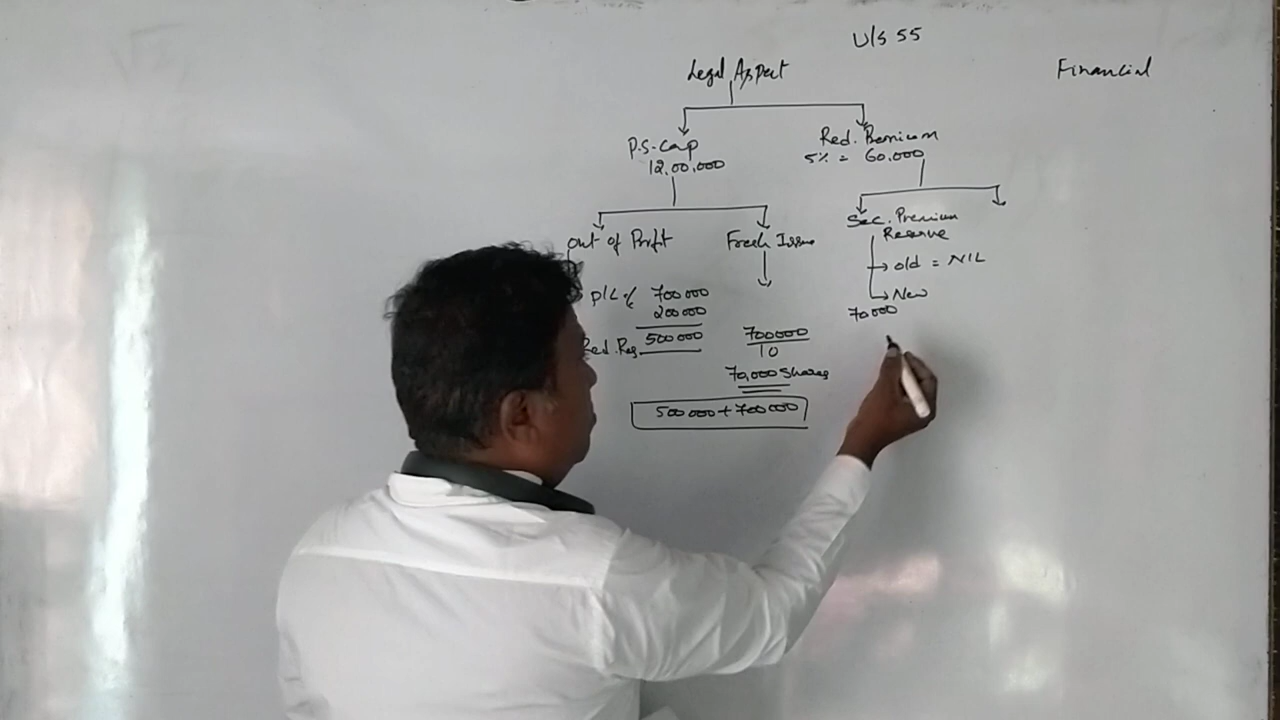 U/s 55
Legal Aspect
Financial
P.S. Cap
12,00,000
Red. Premium
5% = 60,000
out of Profit
Fresh Issue
Sec. Premium
Reserve
old = NIL
New
70000
P/L a/c 700000
200000
Red. Res 500000
700000
10
70,000 Shares
500000 + 700000